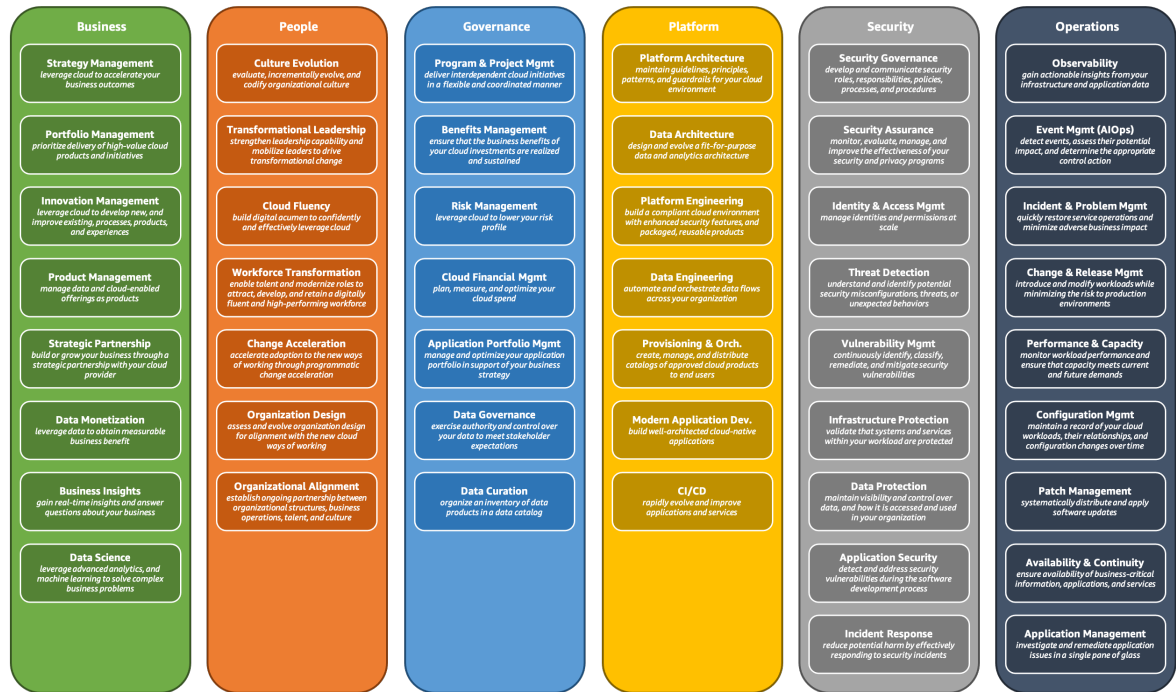 Business
Strategy Management
leverage cloud to accelerate your
business outcomes
Portfolio Management
prioritize delivery of high-value cloud
products and initiatives
Innovation Management
leverage cloud to develop new, and
improve existing, processes, products,
and experiences
Product Management
manage data and cloud-enabled
offerings as products
Strategic Partnership
build or grow your business through a
strategic partnership with your cloud
provider
Data Monetization
leverage data to obtain measurable
business benefit
Business Insights
gain real-time insights and answer
questions about your business
Data Science
leverage advanced analytics, and
machine learning to solve complex
business problems
People
Culture Evolution
evaluate, incrementally evolve, and
codify organizational culture
Transformational Leadership
strengthen leadership capability and
mobilize leaders to drive
transformational change
Cloud Fluency
build digital acumen to confidently
and effectively leverage cloud
Workforce Transformation
enable talent and modernize roles to
attract, develop, and retain a digitally
fluent and high-performing workforce
Change Acceleration
accelerate adoption to the new ways
of working through programmatic
change acceleration
Organization Design
assess and evolve organization design
for alignment with the new cloud
ways of working
Organizational Alignment
establish ongoing partnership between
organizational structures, business
operations, talent, and culture
Governance
Program & Project Mgmt
deliver interdependent cloud initiatives
in a flexible and coordinated manner
Benefits Management
ensure that the business benefits of
your cloud investments are realized
and sustained
Risk Management
leverage cloud to lower your risk
profile
Cloud Financial Mgmt
plan, measure, and optimize your
cloud spend
Application Portfolio Mgmt
manage and optimize your application
portfolio in support of your business
strategy
Data Governance
exercise authority and control over
your data to meet stakeholder
expectations
Data Curation
organize an inventory of data
products in a data catalog
Platform
Platform Architecture
maintain guidelines, principles,
patterns, and guardrails for your cloud
environment
Data Architecture
design and evolve a fit-for-purpose
data and analytics architecture
Platform Engineering
build a compliant cloud environment
with enhanced security features, and
packaged, reusable products
Data Engineering
automate and orchestrate data flows
across your organization
Provisioning & Orch.
create, manage, and distribute
catalogs of approved cloud products
to end users
Modern Application Dev.
build well-architected cloud-native
applications
CI/CD
rapidly evolve and improve
applications and services
Security
Security Governance
develop and communicate security
roles, responsibilities, policies,
processes, and procedures
Security Assurance
monitor, evaluate, manage, and
improve the effectiveness of your
security and privacy programs
Identity & Access Mgmt
manage identities and permissions at
scale
Threat Detection
understand and identify potential
security misconfigurations, threats, or
unexpected behaviors
Vulnerability Mgmt
continuously identify, classify,
remediate, and mitigate security
vulnerabilities
Infrastructure Protection
validate that systems and services
within your workload are protected
Data Protection
maintain visibility and control over
data, and how it is accessed and used
in your organization
Application Security
detect and address security
vulnerabilities during the software
development process
Incident Response
reduce potential harm by effectively
responding to security incidents
Operations
Observability
gain actionable insights from your
infrastructure and application data
Event Mgmt (AIOps)
detect events, assess their potential
impact, and determine the appropriate
control action
Incident & Problem Mgmt
quickly restore service operations and
minimize adverse business impact
Change & Release Mgmt
introduce and modify workloads while
minimizing the risk to production
environments
Performance & Capacity
monitor workload performance and
ensure that capacity meets current
and future demands
Configuration Mgmt
maintain a record of your cloud
workloads, their relationships, and
configuration changes over time
Patch Management
systematically distribute and apply
software updates
Availability & Continuity
ensure availability of business-critical
information, applications, and services
Application Management
investigate and remediate application
issues in a single pane of glass